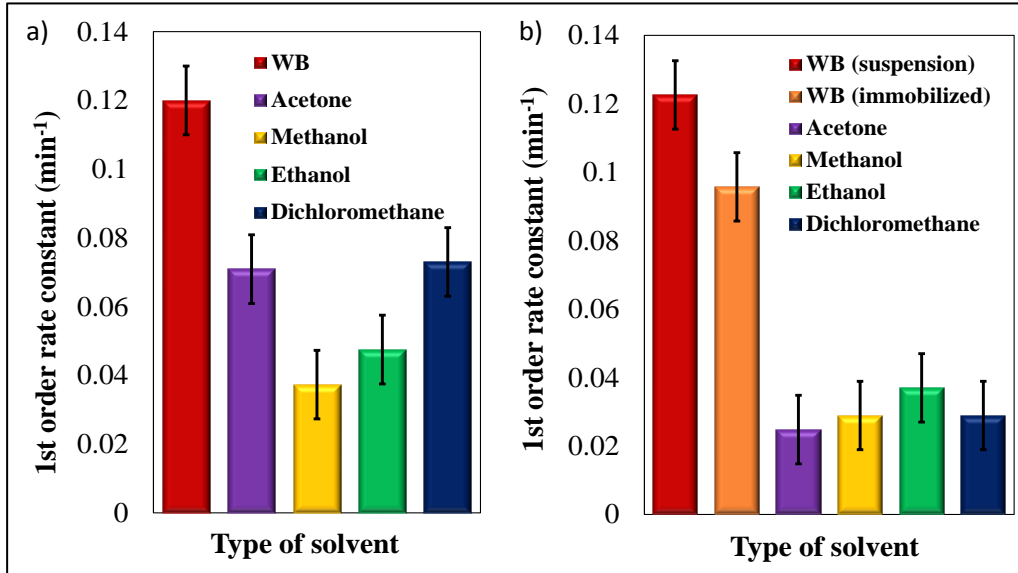 a)
1st order rate constant (min-1)
0.14
0.12
0.1
0.08
0.06
0.04
0.02
0
WB
Acetone
Methanol
Ethanol
Dichloromethane
Type of solvent
b)
1st order rate constant (min-1)
0.14
0.12
0.1
0.08
0.06
0.04
0.02
0
WB (suspension)
WB (immobilized)
Acetone
Methanol
Ethanol
Dichloromethane
Type of solvent